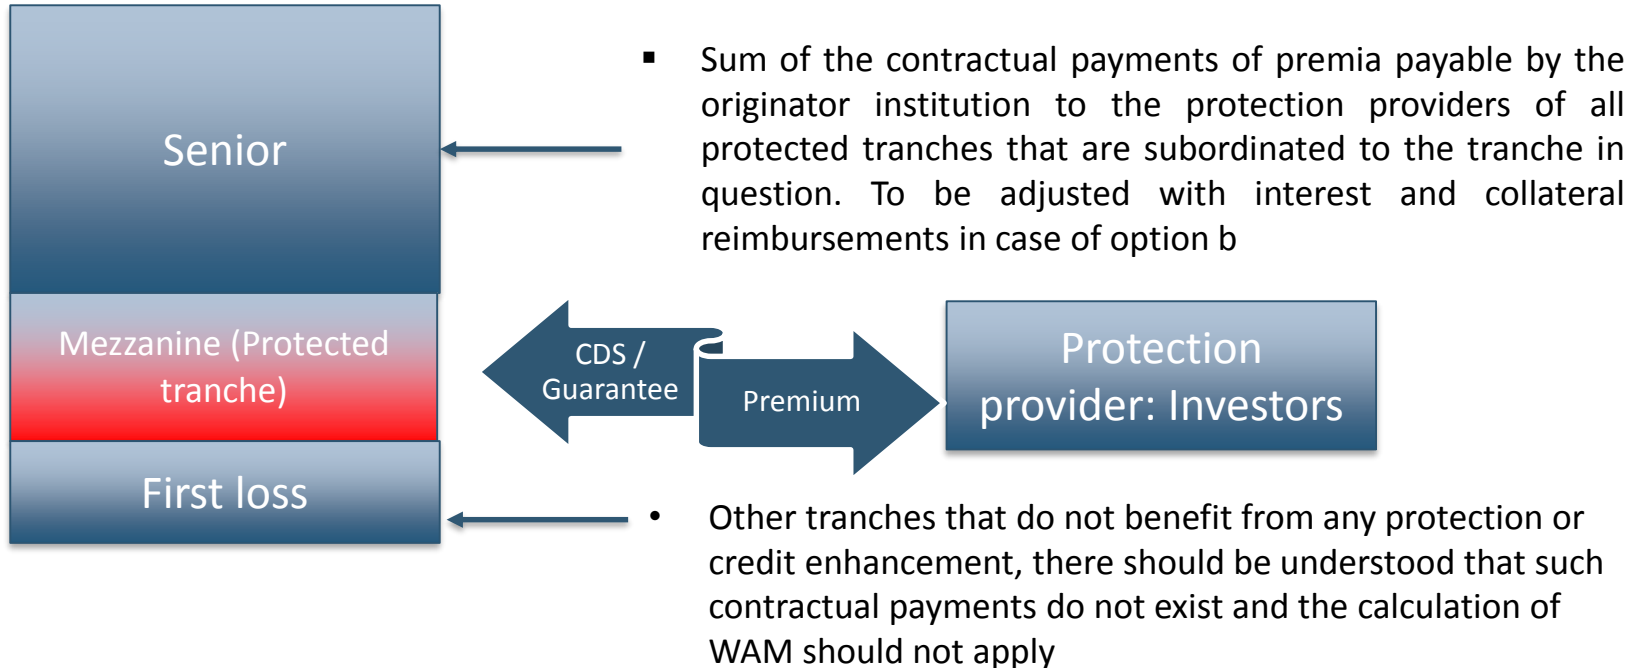 Senior
Sum of the contractual payments of premia payable by the
originator institution to the protection providers of all
protected tranches that are subordinated to the tranche in
question. To be adjusted with interest and collateral
reimbursements in case of option b
Mezzanine (Protected
tranche)
CDS /
Guarantee
Premium
Protection
provider: Investors
First loss
Other tranches that do not benefit from any protection or
credit enhancement, there should be understood that such
contractual payments do not exist and the calculation of
WAM should not apply